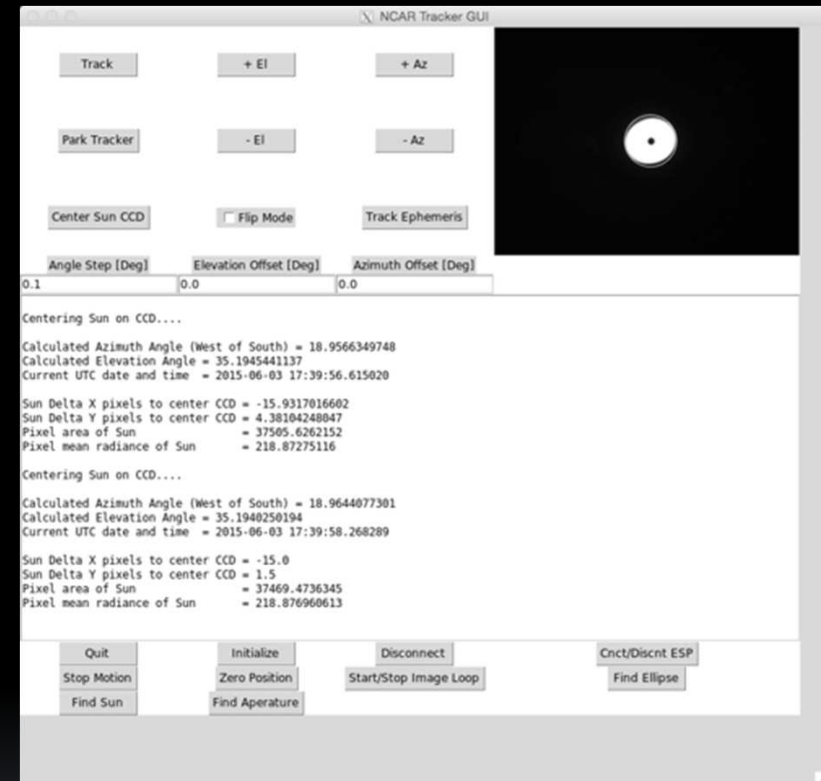 NCAR Tracker GUI
Track + El + Az
Park Tracker - El - Az
Center Sun CCD Flip Mode Track Ephemeris
Angle Step [Deg] Elevation Offset [Deg] Azimuth Offset [Deg]
0.1 0.0 0.0
Centering Sun on CCD....
Calculated Azimuth Angle (West of South) = 18.9566349748
Calculated Elevation Angle = 35.1945441137
Current UTC date and time = 2015-06-03 17:39:56.615020
Sun Delta X pixels to center CCD = -15.9317016602
Sun Delta Y pixels to center CCD = 4.38104248047
Pixel area of Sun = 37505.6262152
Pixel mean radiance of Sun = 218.87275116
Centering Sun on CCD....
Calculated Azimuth Angle (West of South) = 18.9644077301
Calculated Elevation Angle = 35.1940250194
Current UTC date and time = 2015-06-03 17:39:58.268289
Sun Delta X pixels to center CCD = -15.0
Sun Delta Y pixels to center CCD = 1.5
Pixel area of Sun = 37469.4736345
Pixel mean radiance of Sun = 218.876960613
Quit Initialize Disconnect Cnct/Discnt ESP
Stop Motion Zero Position Start/Stop Image Loop Find Ellipse
Find Sun Find Aperature